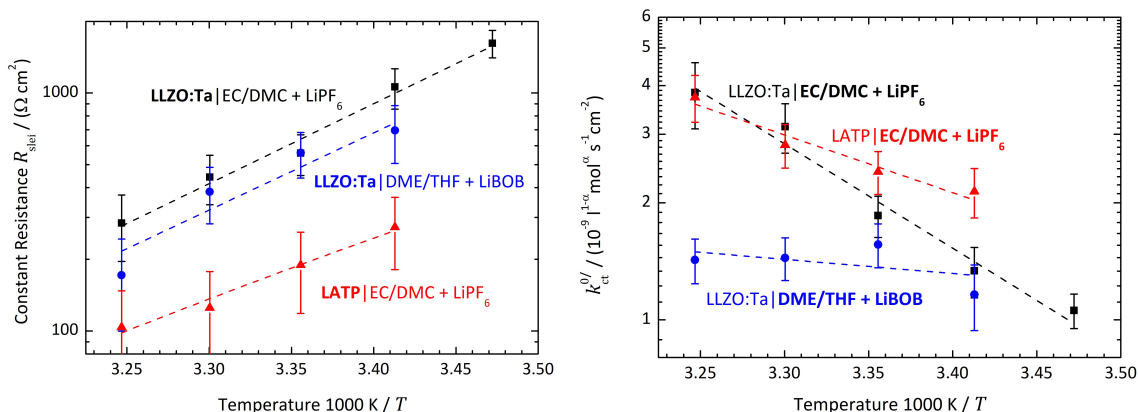 Constant Resistance R_slei / (Ω cm²)
1000
100
LLZO:Ta|EC/DMC + LiPF₆
LLZO:Ta|DME/THF + LiBOB
LATP|EC/DMC + LiPF₆
3.25 3.30 3.35 3.40 3.45 3.50
Temperature 1000 K / T
k_ct^0/ / (10⁻⁹ l^1-α mol^α s⁻¹ cm⁻²)
6
5
4
3
2
1
LLZO:Ta|EC/DMC + LiPF₆
LATP|EC/DMC + LiPF₆
LLZO:Ta|DME/THF + LiBOB
3.25 3.30 3.35 3.40 3.45 3.50
Temperature 1000 K / T